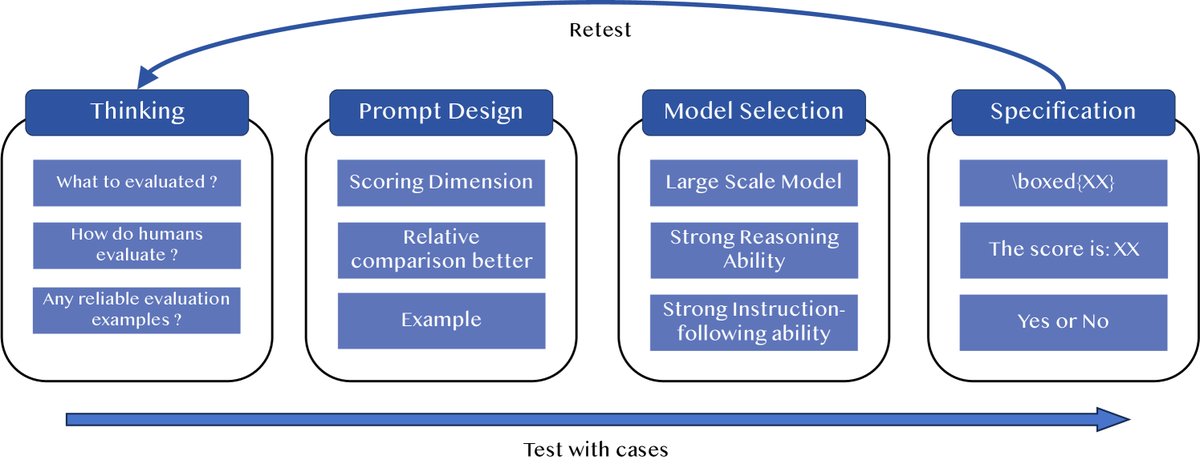 Retest
Thinking
What to evaluated ?
How do humans
evaluate ?
Any reliable evaluation
examples ?
Prompt Design
Scoring Dimension
Relative
comparison better
Example
Model Selection
Large Scale Model
Strong Reasoning
Ability
Strong Instruction-
following ability
Specification
\boxed{XX}
The score is: XX
Yes or No
Test with cases